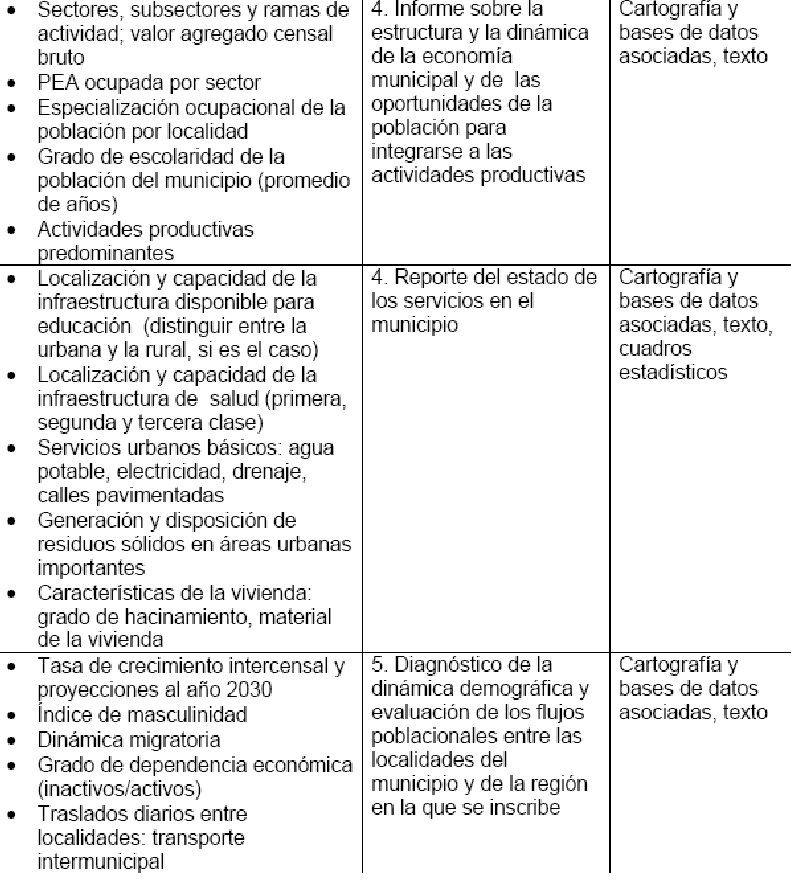 • Sectores, subsectores y ramas de
actividad; valor agregado censal
bruto
• PEA ocupada por sector
• Especialización ocupacional de la
población por localidad
• Grado de escolaridad de la
población del municipio (promedio
de años)
• Actividades productivas
predominantes
4. Informe sobre la
estructura y la dinámica
de la economía
municipal y de las
oportunidades de la
población para
integrarse a las
actividades productivas
Cartografía y
bases de datos
asociadas, texto
• Localización y capacidad de la
infraestructura disponible para
educación (distinguir entre la
urbana y la rural, si es el caso)
• Localización y capacidad de la
infraestructura de salud (primera,
segunda y tercera clase)
• Servicios urbanos básicos: agua
potable, electricidad, drenaje,
calles pavimentadas
• Generación y disposición de
residuos sólidos en áreas urbanas
importantes
• Características de la vivienda:
grado de hacinamiento, material
de la vivienda
4. Reporte del estado de
los servicios en el
municipio
Cartografía y
bases de datos
asociadas, texto,
cuadros
estadísticos
• Tasa de crecimiento intercensal y
proyecciones al año 2030
• Índice de masculinidad
• Dinámica migratoria
• Grado de dependencia económica
(inactivos/activos)
• Traslados diarios entre
localidades: transporte
intermunicipal
5. Diagnóstico de la
dinámica demográfica y
evaluación de los flujos
poblacionales entre las
localidades del
municipio y de la región
en la que se inscribe
Cartografía y
bases de datos
asociadas, texto